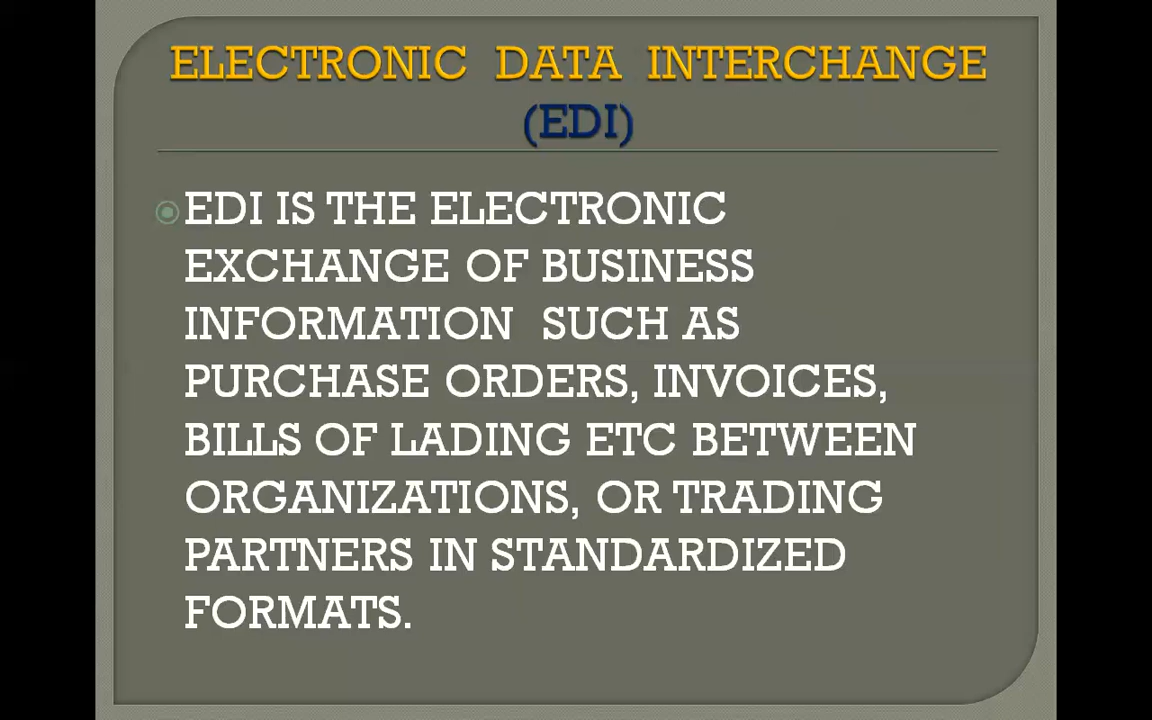 ELECTRONIC DATA INTERCHANGE
(EDI)
EDI IS THE ELECTRONIC
EXCHANGE OF BUSINESS
INFORMATION SUCH AS
PURCHASE ORDERS, INVOICES,
BILLS OF LADING ETC BETWEEN
ORGANIZATIONS, OR TRADING
PARTNERS IN STANDARDIZED
FORMATS.